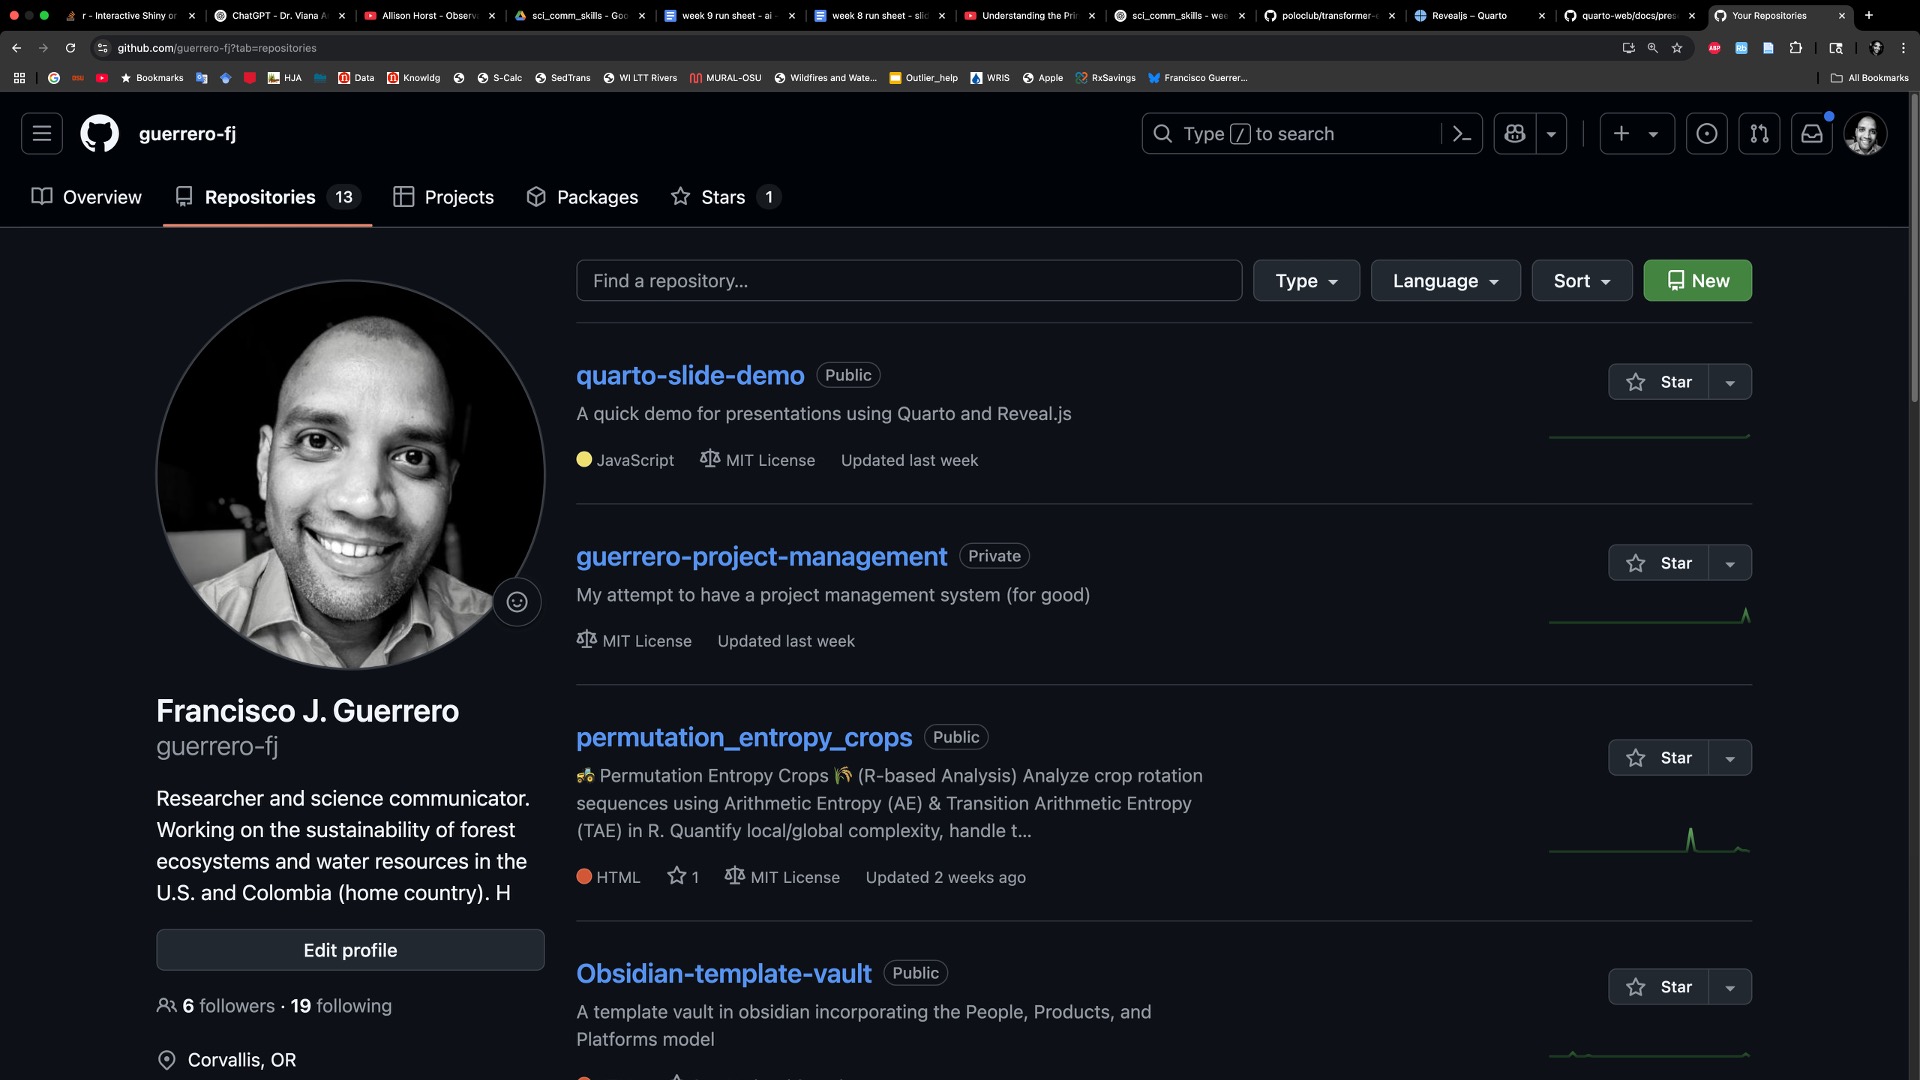 r - Interactive Shiny or
ChatGPT - Dr. Viana A
Allison Horst - Observa
sci_comm_skills - Goo
week 9 run sheet - ai -
week 8 run sheet - slid
Understanding the Pri
sci_comm_skills - wee
poloclub/transformer-e
Revealjs – Quarto
quarto-web/docs/pres
Your Repositories
github.com/guerrero-fj?tab=repositories
Bookmarks
HJA
Data
Knowldg
S-Calc
SedTrans
WI LTT Rivers
MURAL-OSU
Wildfires and Wate...
Outlier_help
WRIS
Apple
RxSavings
Francisco Guerrer...
All Bookmarks
guerrero-fj
Type / to search
Overview
Repositories 13
Projects
Packages
Stars 1
Find a repository...
Type
Language
Sort
New
quarto-slide-demo Public
Star
A quick demo for presentations using Quarto and Reveal.js
JavaScript MIT License Updated last week
guerrero-project-management Private
Star
My attempt to have a project management system (for good)
MIT License Updated last week
permutation_entropy_crops Public
Star
🚜 Permutation Entropy Crops 🌾 (R-based Analysis) Analyze crop rotation
sequences using Arithmetic Entropy (AE) & Transition Arithmetic Entropy
(TAE) in R. Quantify local/global complexity, handle t...
HTML 1 MIT License Updated 2 weeks ago
Obsidian-template-vault Public
Star
A template vault in obsidian incorporating the People, Products, and
Platforms model
Francisco J. Guerrero
guerrero-fj
Researcher and science communicator.
Working on the sustainability of forest
ecosystems and water resources in the
U.S. and Colombia (home country). H
Edit profile
6 followers · 19 following
Corvallis, OR